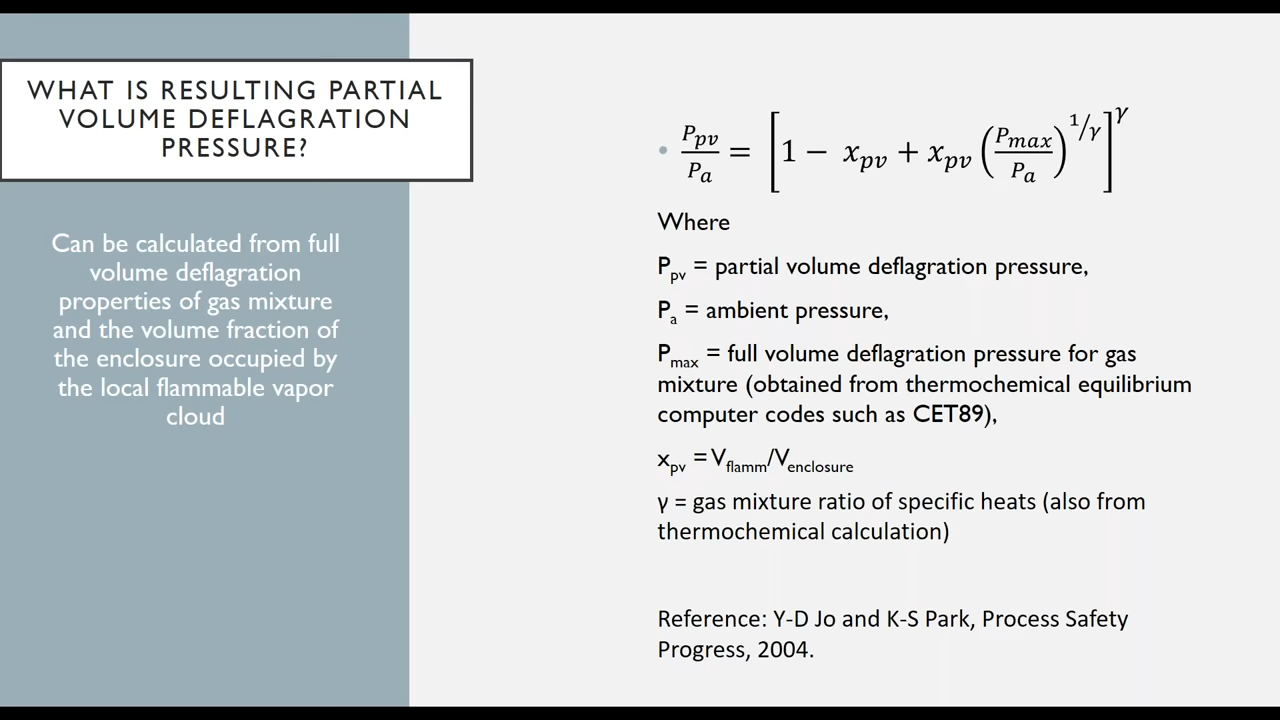 WHAT IS RESULTING PARTIAL
VOLUME DEFLAGRATION
PRESSURE?
Can be calculated from full
volume deflagration
properties of gas mixture
and the volume fraction of
the enclosure occupied by
the local flammable vapor
cloud
• P_pv/P_a = [1 − x_pv + x_pv (P_max/P_a)^(1/γ)]^γ
Where
P_pv = partial volume deflagration pressure,
P_a = ambient pressure,
P_max = full volume deflagration pressure for gas
mixture (obtained from thermochemical equilibrium
computer codes such as CET89),
x_pv = V_flamm/V_enclosure
γ = gas mixture ratio of specific heats (also from
thermochemical calculation)
Reference: Y-D Jo and K-S Park, Process Safety
Progress, 2004.